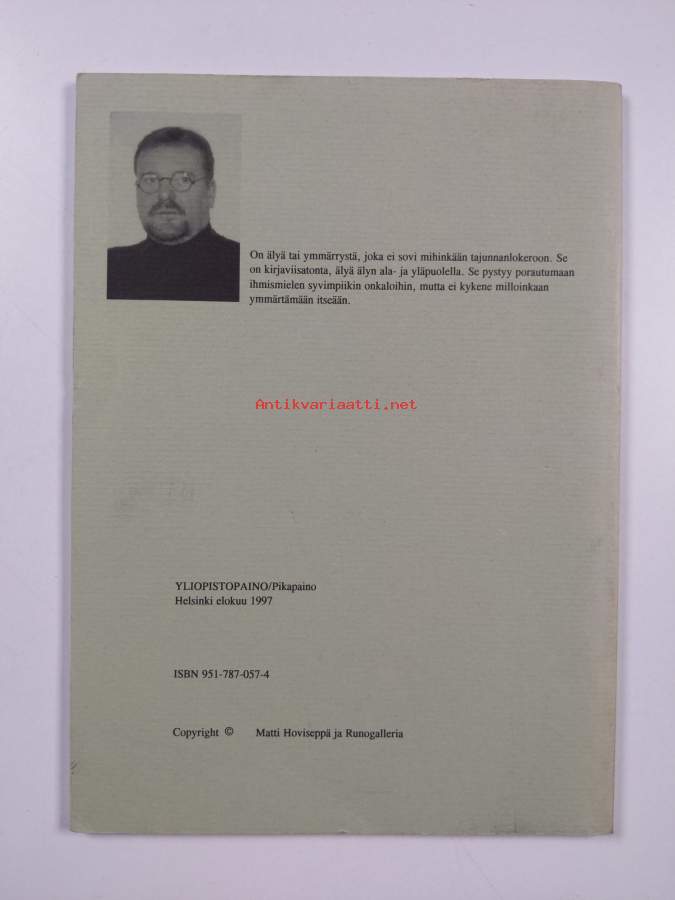 On älyä tai ymmärrystä, joka ei sovi mihinkään tajunnanlokeroon. Se
on kirjaviisatonta, älyä älyn ala- ja yläpuolella. Se pystyy porautumaan
ihmismielen syvimpiikin onkaloihin, mutta ei kykene milloinkaan
ymmärtämään itseään.
Antikvariaatti.net
YLIOPISTOPAINO/Pikapaino
Helsinki elokuu 1997
ISBN 951-787-057-4
Copyright © Matti Hoviseppä ja Runogalleria